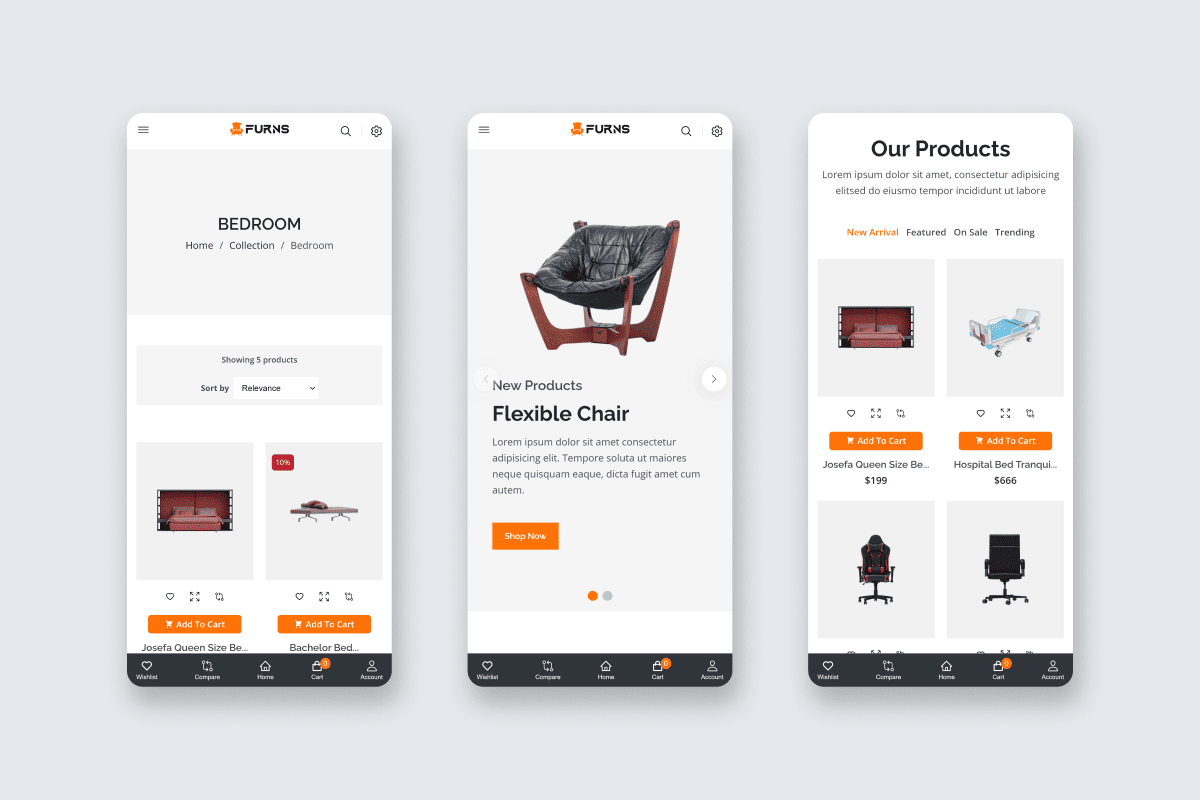 FURNS
BEDROOM
Home / Collection / Bedroom
Showing 5 products
Sort by Relevance
10%
Add To Cart
Add To Cart
Josefa Queen Size Be...
Bachelor Bed...
Wishlist
Compare
Home
0
Cart
Account
FURNS
New Products
Flexible Chair
Lorem ipsum dolor sit amet consectetur
adipisicing elit. Tempore soluta ut maiores
neque quisquam eaque, dicta fugit amet cum
autem.
Shop Now
Wishlist
Compare
Home
0
Cart
Account
Our Products
Lorem ipsum dolor sit amet, consectetur adipisicing
elitsed do eiusmo tempor incididunt ut labore
New Arrival Featured On Sale Trending
Add To Cart
Add To Cart
Josefa Queen Size Be...
Hospital Bed Tranqui...
$199
$666
Wishlist
Compare
Home
0
Cart
Account